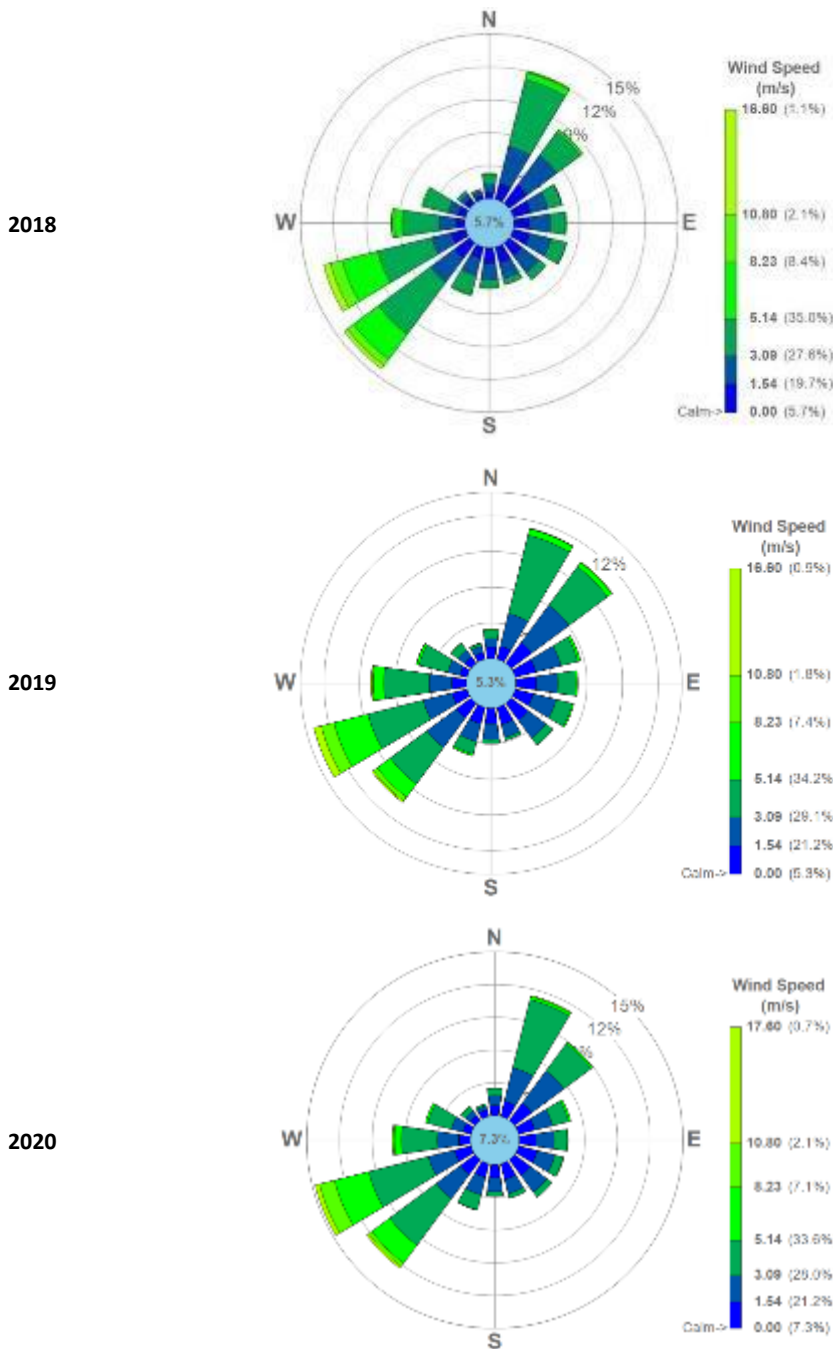 2018
N
W
E
S
15%
12%
5.7%
Wind Speed
(m/s)
16.60 (1.1%)
10.80 (2.1%)
8.23 (8.4%)
5.14 (35.0%)
3.09 (27.6%)
1.54 (19.7%)
Calm-> 0.00 (5.7%)
2019
N
W
E
S
12%
5.3%
Wind Speed
(m/s)
16.60 (0.9%)
10.80 (1.8%)
8.23 (7.4%)
5.14 (34.2%)
3.09 (29.1%)
1.54 (21.2%)
Calm-> 0.00 (5.3%)
2020
N
W
E
S
15%
12%
7.3%
Wind Speed
(m/s)
17.60 (0.7%)
10.80 (2.1%)
8.23 (7.1%)
5.14 (33.6%)
3.09 (28.0%)
1.54 (21.2%)
Calm-> 0.00 (7.3%)